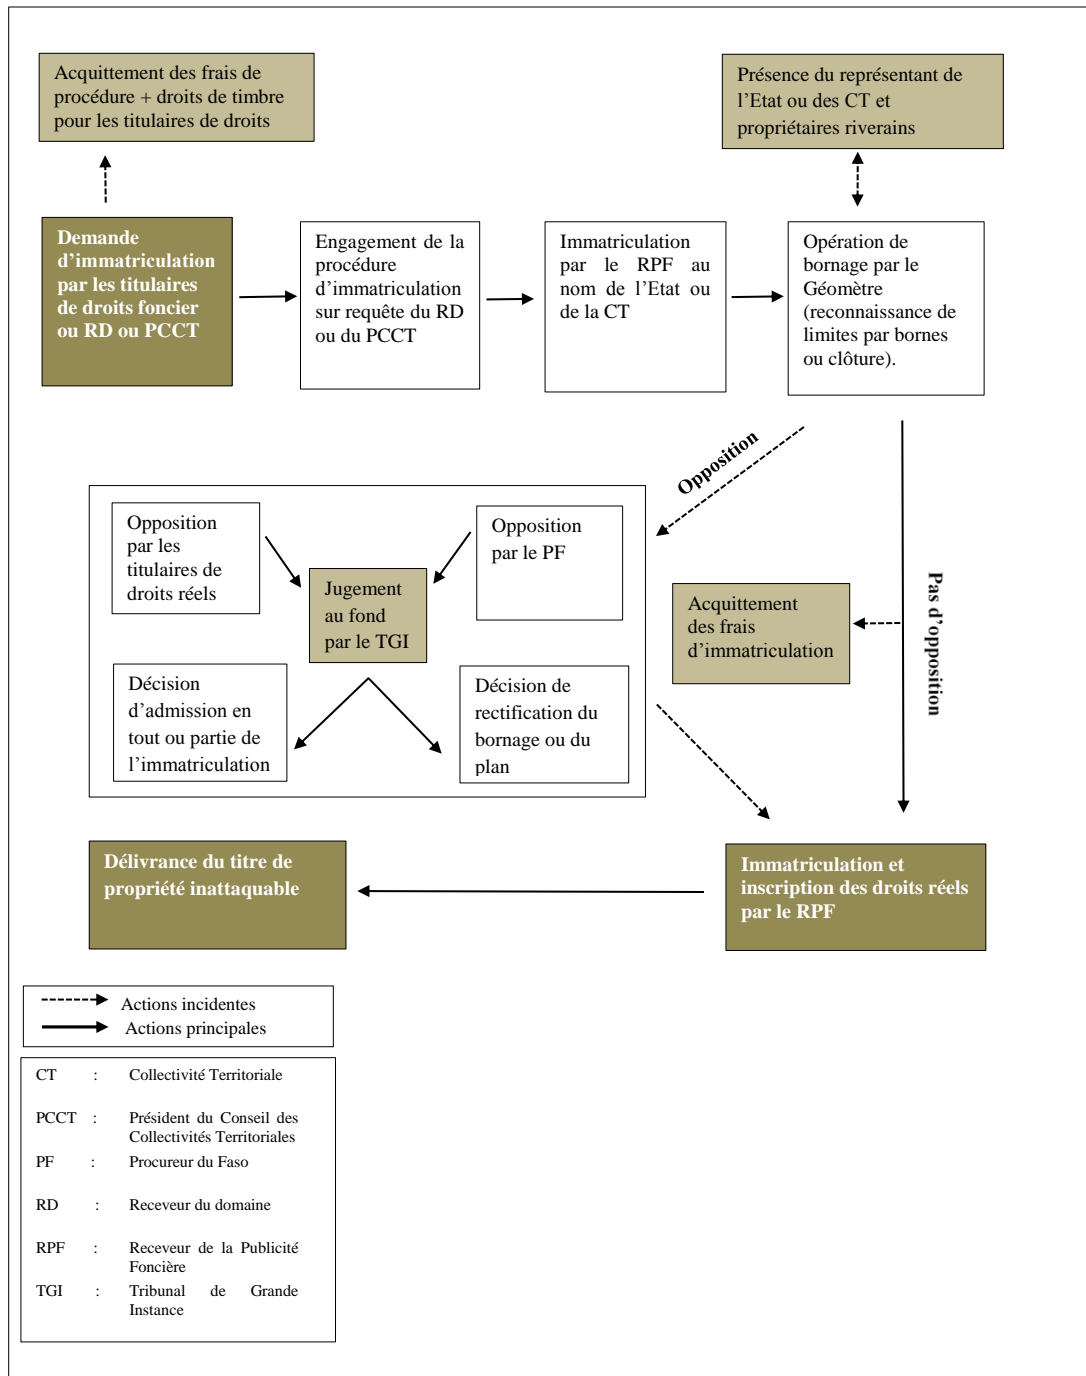 Acquittement des frais de
procédure + droits de timbre
pour les titulaires de droits
Présence du représentant de
l’Etat ou des CT et
propriétaires riverains
Demande
d’immatriculation
par les titulaires
de droits foncier
ou RD ou PCCT
Engagement de la
procédure
d’immatriculation
sur requête du RD
ou du PCCT
Immatriculation
par le RPF au
nom de l’Etat ou
de la CT
Opération de
bornage par le
Géomètre
(reconnaissance de
limites par bornes
ou clôture).
Opposition
Pas d’opposition
Opposition
par les
titulaires de
droits réels
Opposition
par le PF
Jugement
au fond
par le TGI
Acquittement
des frais
d’immatriculation
Décision
d’admission en
tout ou partie de
l’immatriculation
Décision de
rectification du
bornage ou du
plan
Délivrance du titre de
propriété inattaquable
Immatriculation et
inscription des droits réels
par le RPF
Actions incidentes
Actions principales
CT : Collectivité Territoriale
PCCT : Président du Conseil des
Collectivités Territoriales
PF : Procureur du Faso
RD : Receveur du domaine
RPF : Receveur de la Publicité
Foncière
TGI : Tribunal de Grande
Instance